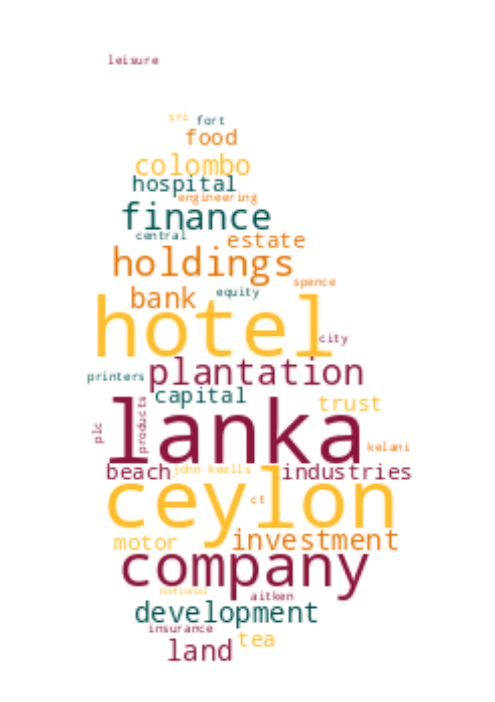 leisure
sri fort
food
colombo
hospital
engineering
finance
central estate
holdings
spence
bank equity
hotel
city
plantation
printers
capital
trust
products
plc
lanka
kelani
beach john keells industries
ceylon
ct
motor investment
company
national
aitken
development
insurance
tea
land